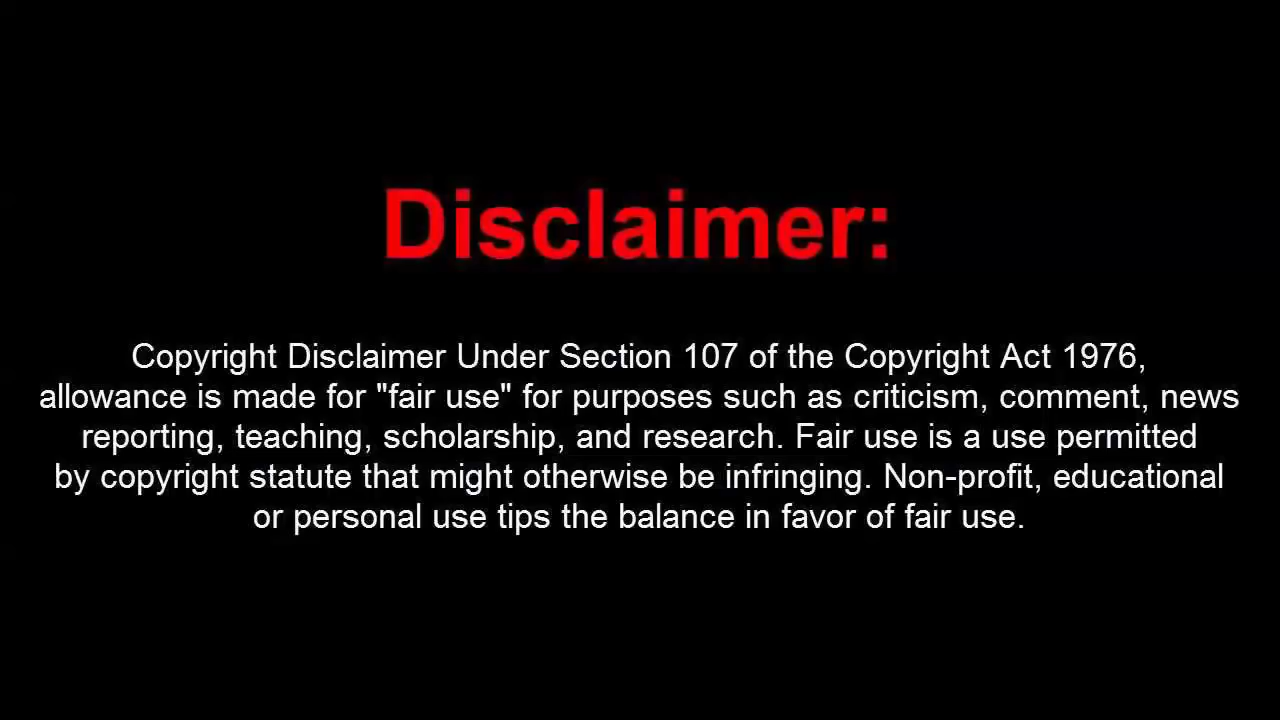 Disclaimer:
Copyright Disclaimer Under Section 107 of the Copyright Act 1976,
allowance is made for "fair use" for purposes such as criticism, comment, news
reporting, teaching, scholarship, and research. Fair use is a use permitted
by copyright statute that might otherwise be infringing. Non-profit, educational
or personal use tips the balance in favor of fair use.